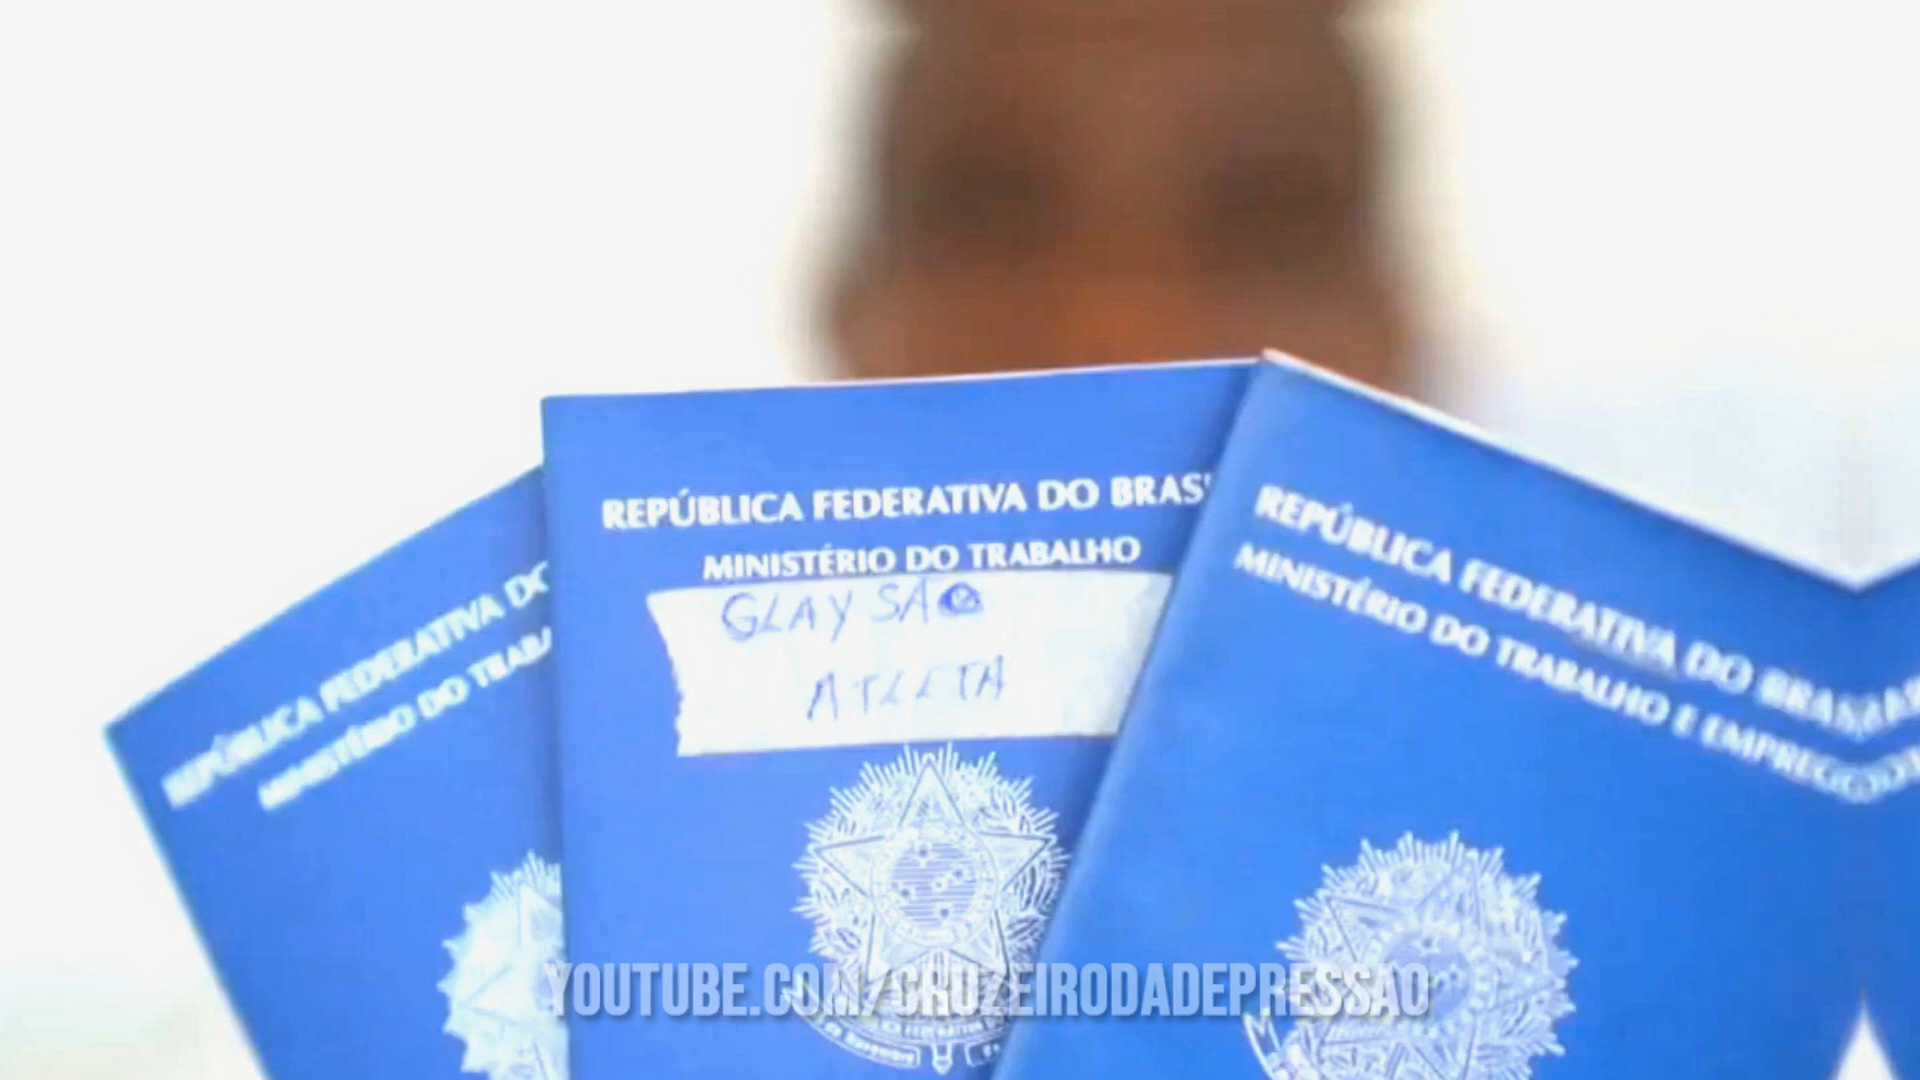 REPÚBLICA FEDERATIVA DO
MINISTÉRIO DO TRABA
REPÚBLICA FEDERATIVA DO BRAS
MINISTÉRIO DO TRABALHO
GLAYSÃO
ATLETA
REPÚBLICA FEDERATIVA DO BRAS
MINISTÉRIO DO TRABALHO E EMPREGO
YOUTUBE.COM/CRUZEIRODADEPRESSAO